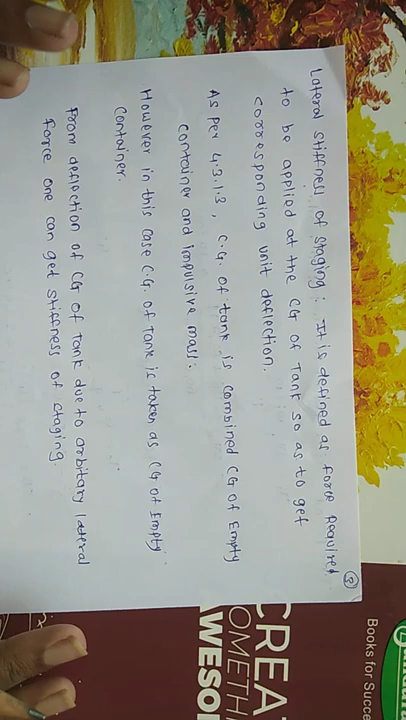 3
Lateral stiffness of staging : It is defined as force Required
to be applied at the CG of Tank so as to get
corresponding unit deflection.
As per 4.3.1.3, C.G. of tank is combined CG of Empty
container and impulsive mass.
However in this case C.G. of Tank is taken as CG of Empty
container.
From deflection of CG of Tank due to arbitary lateral
force one can get stiffness of staging.
Books for Succe
CREA
OMETH
AWESO